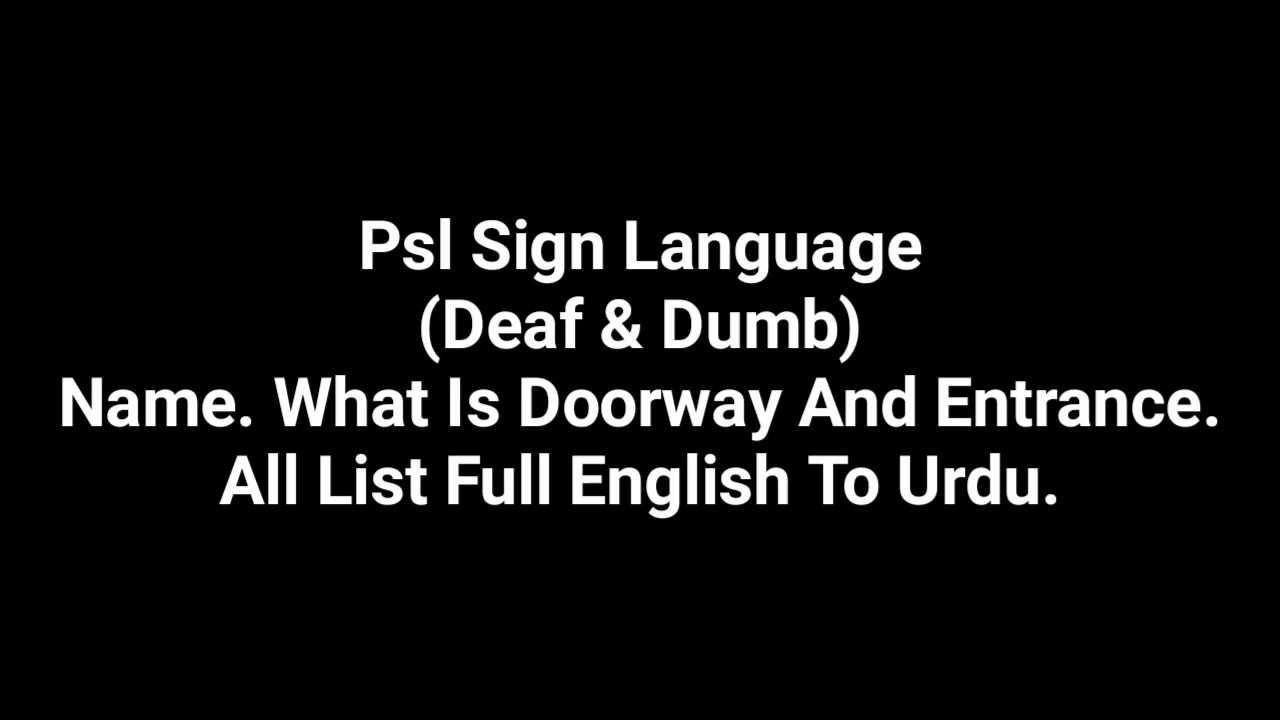 Psl Sign Language
(Deaf & Dumb)
Name. What Is Doorway And Entrance.
All List Full English To Urdu.